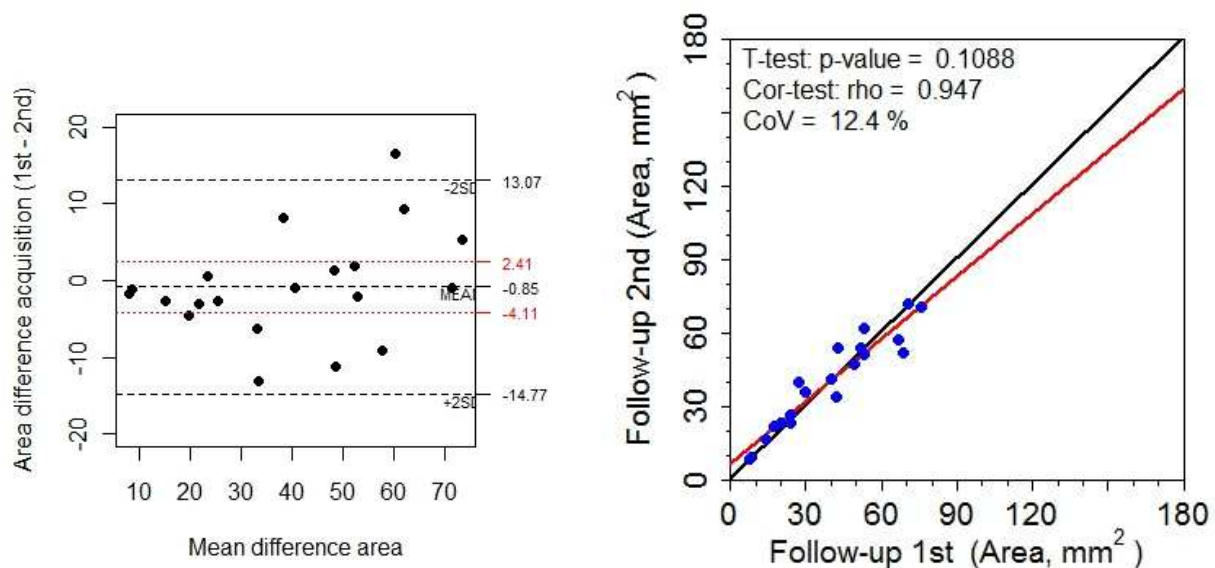 Area difference acquisition (1st - 2nd)
20
10
0
-10
-20
-2SD
MEAN
+2SD
13.07
2.41
-0.85
-4.11
-14.77
10 20 30 40 50 60 70
Mean difference area
T-test: p-value = 0.1088
Cor-test: rho = 0.947
CoV = 12.4 %
Follow-up 2nd (Area, mm²)
180
120
90
60
30
0
0 30 60 90 120 180
Follow-up 1st (Area, mm²)